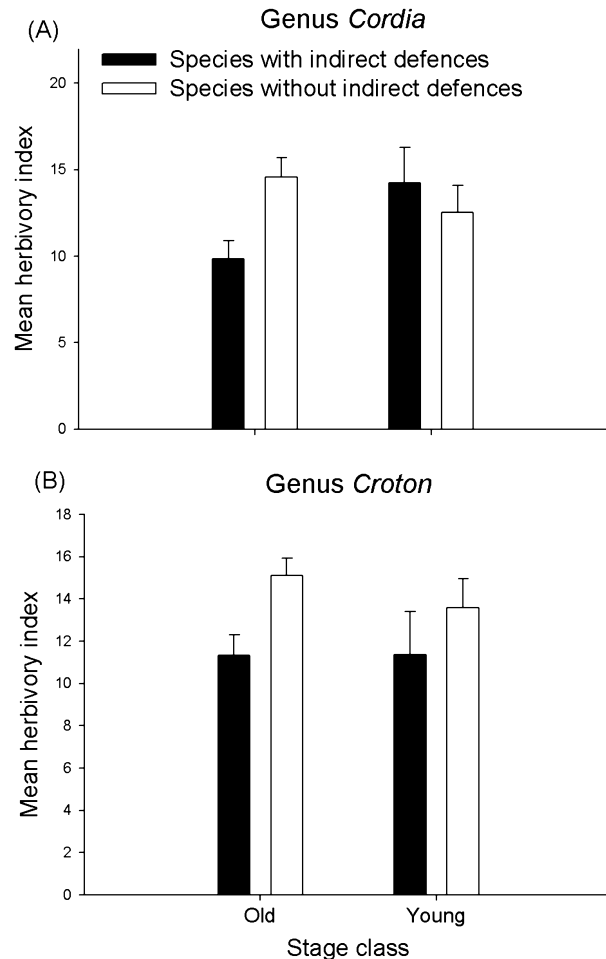 (A)
Genus Cordia
Species with indirect defences
Species without indirect defences
Mean herbivory index
20
15
10
5
0
(B)
Genus Croton
Mean herbivory index
18
16
14
12
10
8
6
4
2
0
Old Young
Stage class